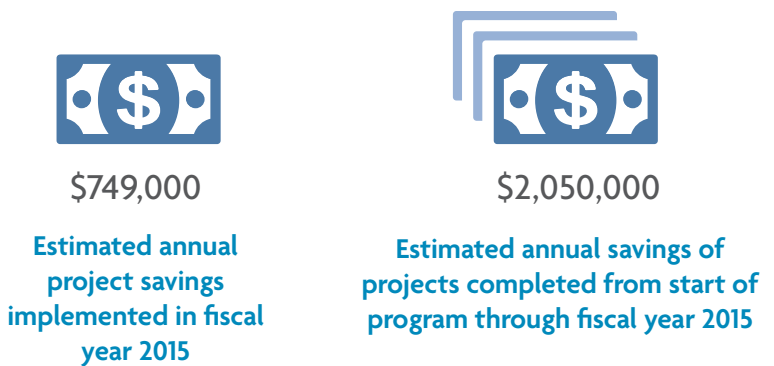 $
$
$749,000
Estimated annual
project savings
implemented in fiscal
year 2015
$2,050,000
Estimated annual savings of
projects completed from start of
program through fiscal year 2015